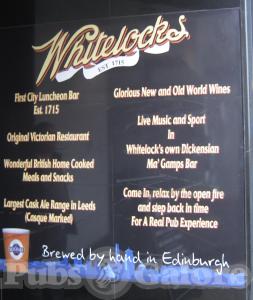 Whitelocks
EST. 1715
First City Luncheon Bar
Est. 1715
Original Victorian Restaurant
Wonderful British Home Cooked
Meals and Snacks
Largest Cask Ale Range in Leeds
(Casque Marked)
Glorious New and Old World Wines
Live Music and Sport
In
Whitelock's own Dickensian
Ma' Gamps Bar
Come In, relax by the open fire
and step back in time
For A Real Pub Experience
Brewed by hand in Edinburgh
Pubs Galore